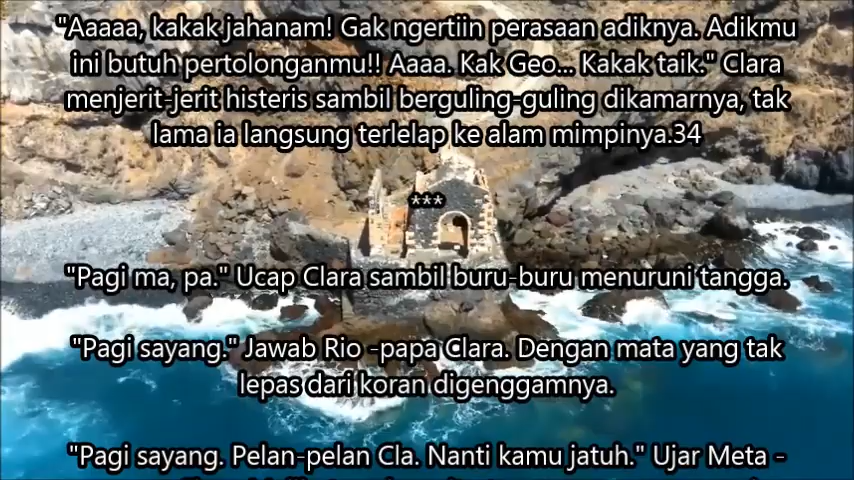 "Aaaaa, kakak jahanam! Gak ngertiin perasaan adiknya. Adikmu
ini butuh pertolonganmu!! Aaaa. Kak Geo... Kakak taik." Clara
menjerit-jerit histeris sambil berguling-guling dikamarnya, tak
lama ia langsung terlelap ke alam mimpinya.34
***
"Pagi ma, pa." Ucap Clara sambil buru-buru menuruni tangga.
"Pagi sayang." Jawab Rio -papa Clara. Dengan mata yang tak
lepas dari koran digenggamnya.
"Pagi sayang. Pelan-pelan Cla. Nanti kamu jatuh." Ujar Meta -